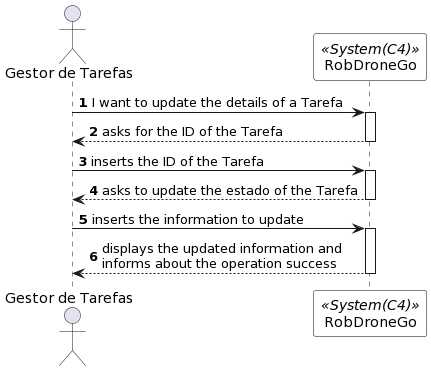 Gestor de Tarefas
«System(C4)»
RobDroneGo
1 I want to update the details of a Tarefa
2 asks for the ID of the Tarefa
3 inserts the ID of the Tarefa
4 asks to update the estado of the Tarefa
5 inserts the information to update
6 displays the updated information and
informs about the operation success
Gestor de Tarefas
«System(C4)»
RobDroneGo